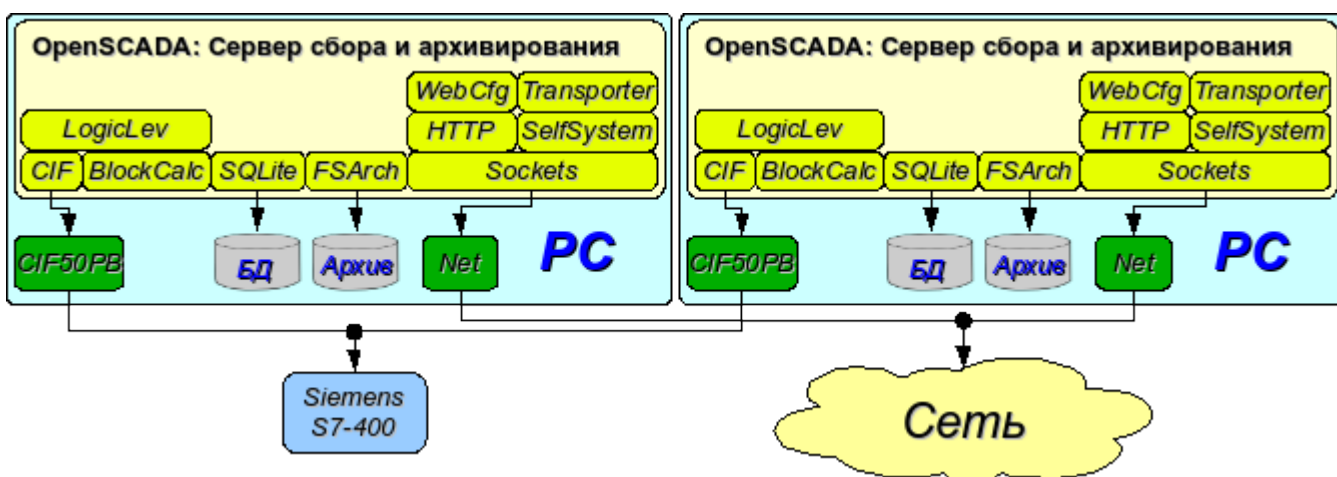 OpenSCADA: Сервер сбора и архивирования
WebCfg Transporter
LogicLev HTTP SelfSystem
CIF BlockCalc SQLite FSArch Sockets
CIF50PB БД Архив Net PC
OpenSCADA: Сервер сбора и архивирования
WebCfg Transporter
LogicLev HTTP SelfSystem
CIF BlockCalc SQLite FSArch Sockets
CIF50PB БД Архив Net PC
Siemens
S7-400
Сеть